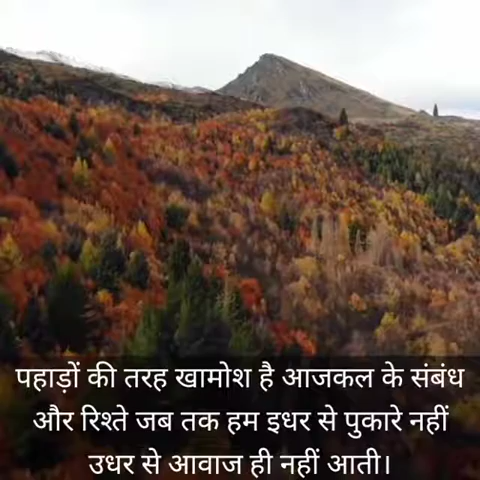 पहाड़ों की तरह खामोश है आजकल के संबंध
और रिश्ते जब तक हम इधर से पुकारे नहीं
उधर से आवाज ही नहीं आती।